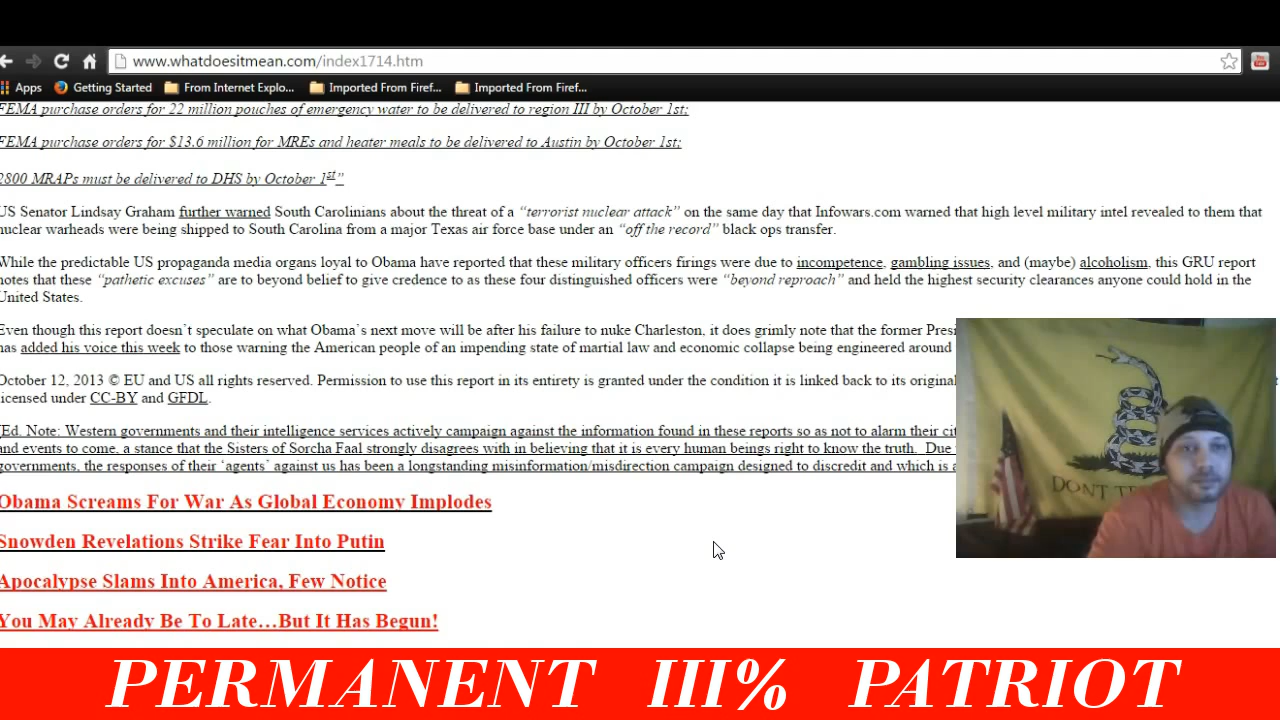 www.whatdoesitmean.com/index1714.htm
Apps Getting Started From Internet Explo... Imported From Firef... Imported From Firef...
FEMA purchase orders for 22 million pouches of emergency water to be delivered to region III by October 1st;
FEMA purchase orders for $13.6 million for MREs and heater meals to be delivered to Austin by October 1st;
2800 MRAPs must be delivered to DHS by October 1st”
US Senator Lindsay Graham further warned South Carolinians about the threat of a “terrorist nuclear attack” on the same day that Infowars.com warned that high level military intel revealed to them that
nuclear warheads were being shipped to South Carolina from a major Texas air force base under an “off the record” black ops transfer.
While the predictable US propaganda media organs loyal to Obama have reported that these military officers firings were due to incompetence, gambling issues, and (maybe) alcoholism, this GRU report
notes that these “pathetic excuses” are to beyond belief to give credence to as these four distinguished officers were “beyond reproach” and held the highest security clearances anyone could hold in the
United States.
Even though this report doesn’t speculate on what Obama’s next move will be after his failure to nuke Charleston, it does grimly note that the former Presi
has added his voice this week to those warning the American people of an impending state of martial law and economic collapse being engineered around
October 12, 2013 © EU and US all rights reserved. Permission to use this report in its entirety is granted under the condition it is linked back to its original
licensed under CC-BY and GFDL.
[Ed. Note: Western governments and their intelligence services actively campaign against the information found in these reports so as not to alarm their cit
and events to come, a stance that the Sisters of Sorcha Faal strongly disagrees with in believing that it is every human beings right to know the truth. Due
governments, the responses of their ‘agents’ against us has been a longstanding misinformation/misdirection campaign designed to discredit and which is a
Obama Screams For War As Global Economy Implodes
Snowden Revelations Strike Fear Into Putin
Apocalypse Slams Into America, Few Notice
You May Already Be To Late…But It Has Begun!
DONT T
PERMANENT III% PATRIOT